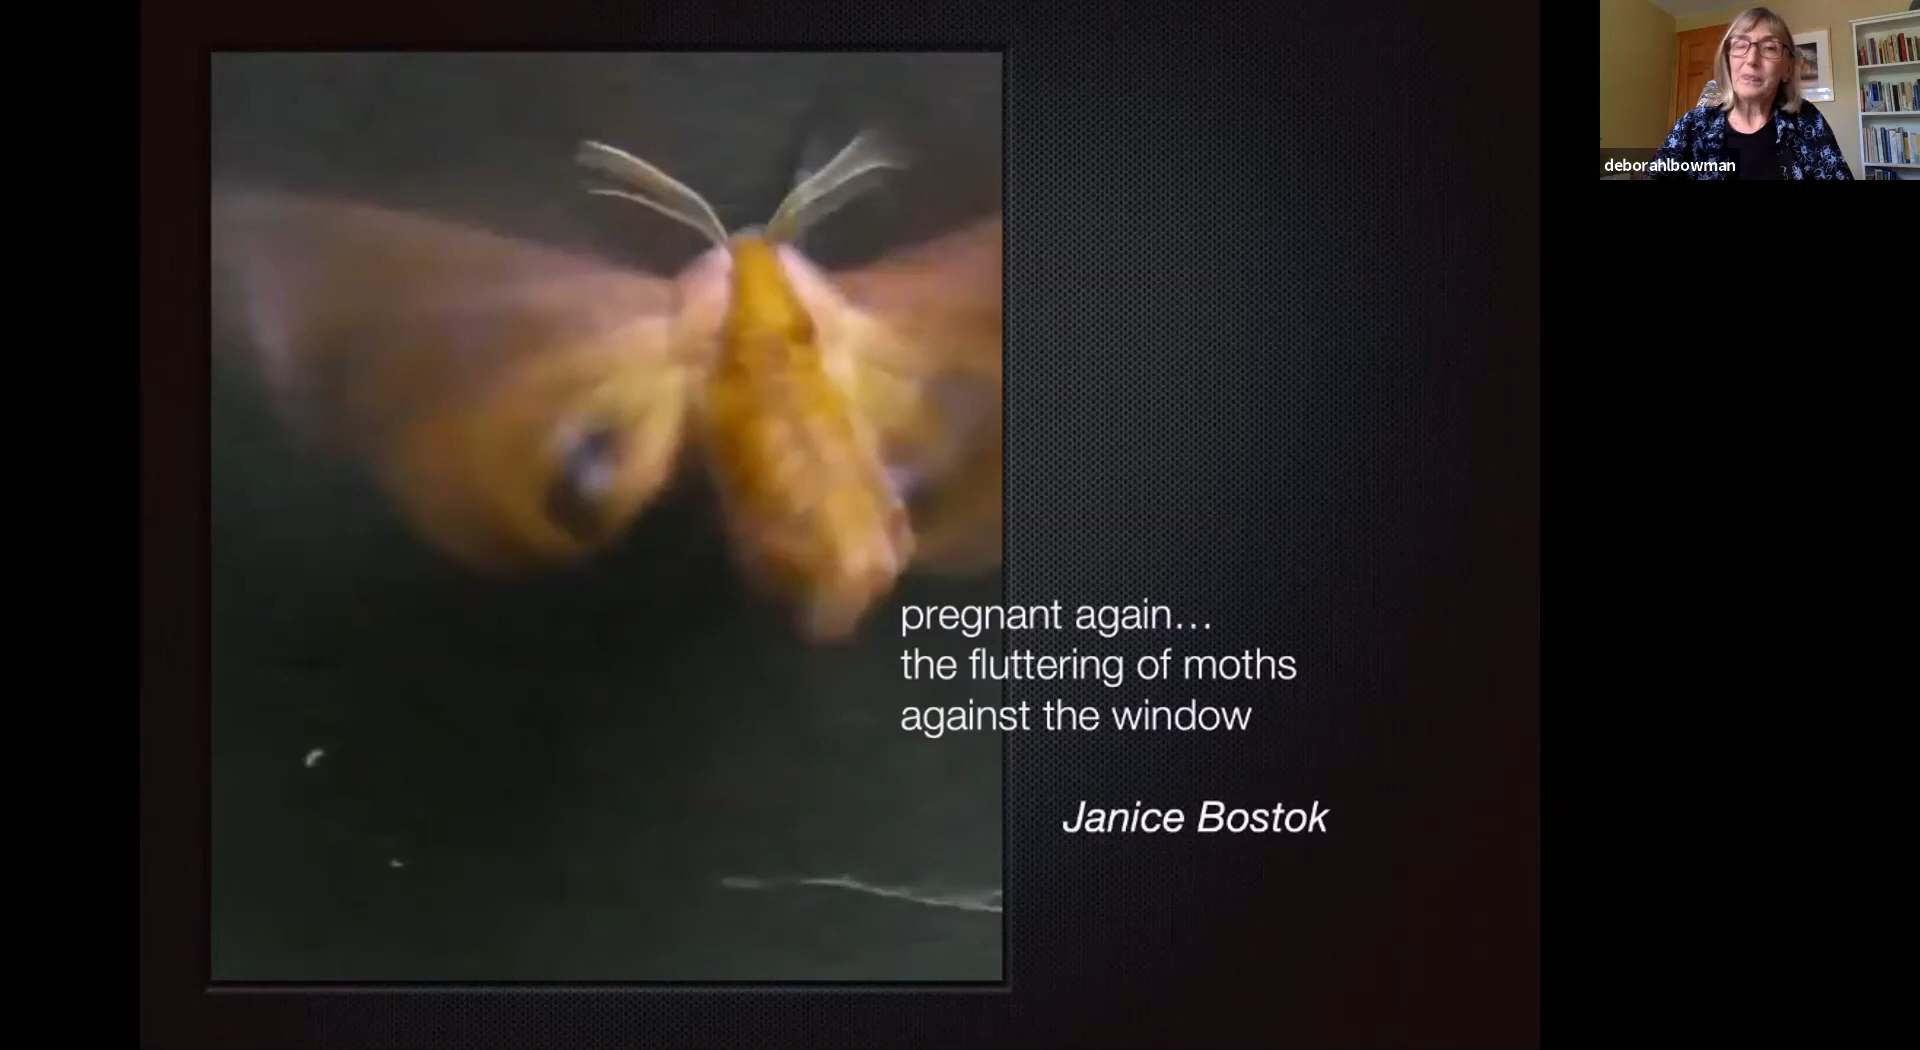 pregnant again...
the fluttering of moths
against the window
Janice Bostok
deborahlbowman